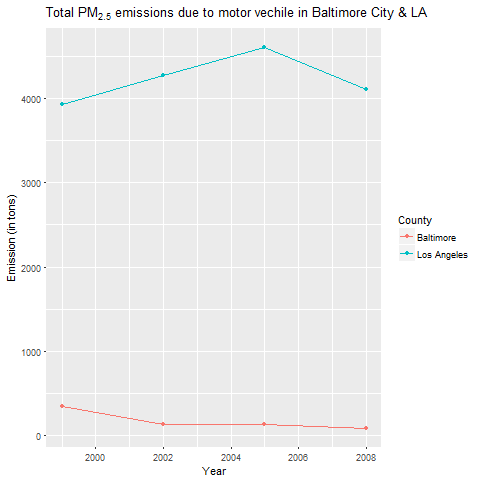 Total PM2.5 emissions due to motor vechile in Baltimore City & LA
4000
3000
2000
1000
0
Emission (in tons)
2000 2002 2004 2006 2008
Year
County
Baltimore
Los Angeles